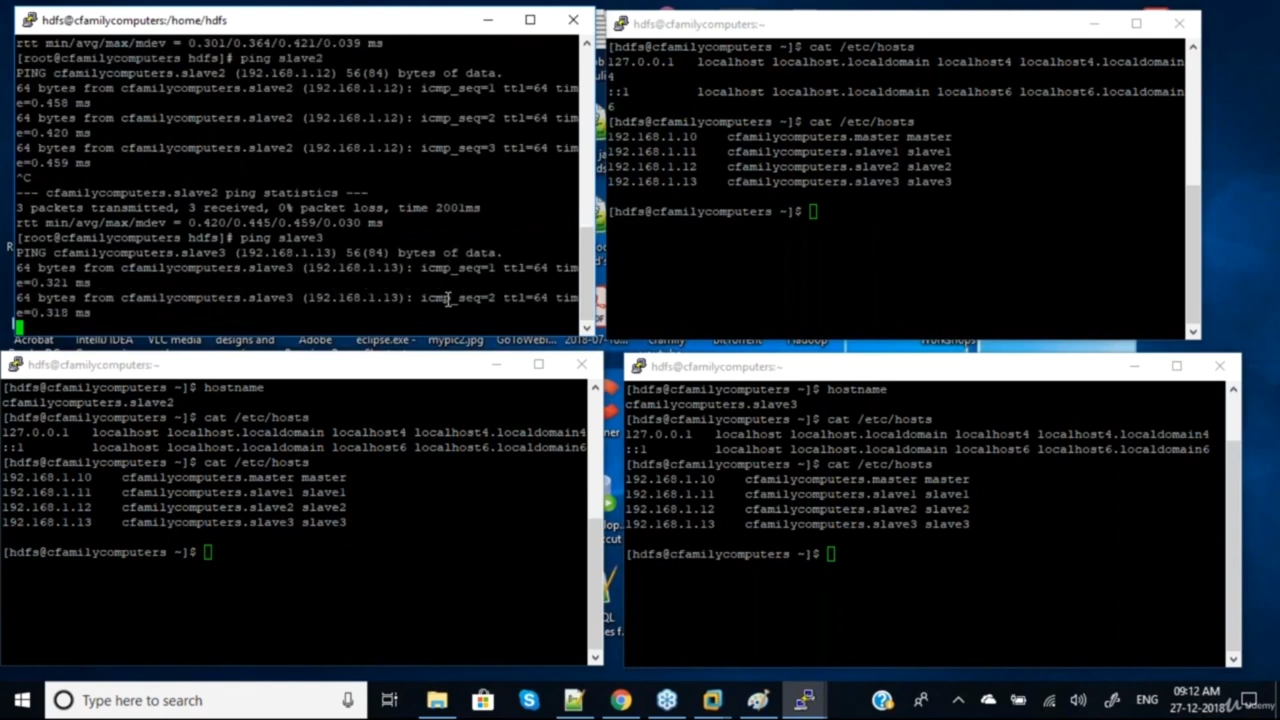 hdfs@cfamilycomputers:/home/hdfs
rtt min/avg/max/mdev = 0.301/0.364/0.421/0.039 ms
[root@cfamilycomputers hdfs]# ping slave2
PING cfamilycomputers.slave2 (192.168.1.12) 56(84) bytes of data.
64 bytes from cfamilycomputers.slave2 (192.168.1.12): icmp_seq=1 ttl=64 tim
e=0.458 ms
64 bytes from cfamilycomputers.slave2 (192.168.1.12): icmp_seq=2 ttl=64 tim
e=0.420 ms
64 bytes from cfamilycomputers.slave2 (192.168.1.12): icmp_seq=3 ttl=64 tim
e=0.459 ms
^C
--- cfamilycomputers.slave2 ping statistics ---
3 packets transmitted, 3 received, 0% packet loss, time 2001ms
rtt min/avg/max/mdev = 0.420/0.445/0.459/0.030 ms
[root@cfamilycomputers hdfs]# ping slave3
PING cfamilycomputers.slave3 (192.168.1.13) 56(84) bytes of data.
64 bytes from cfamilycomputers.slave3 (192.168.1.13): icmp_seq=1 ttl=64 tim
e=0.321 ms
64 bytes from cfamilycomputers.slave3 (192.168.1.13): icmp_seq=2 ttl=64 tim
e=0.318 ms
hdfs@cfamilycomputers:~
[hdfs@cfamilycomputers ~]$ cat /etc/hosts
127.0.0.1 localhost localhost.localdomain localhost4 localhost4.localdomain
4
::1 localhost localhost.localdomain localhost6 localhost6.localdomain
6
[hdfs@cfamilycomputers ~]$ cat /etc/hosts
192.168.1.10 cfamilycomputers.master master
192.168.1.11 cfamilycomputers.slave1 slave1
192.168.1.12 cfamilycomputers.slave2 slave2
192.168.1.13 cfamilycomputers.slave3 slave3
[hdfs@cfamilycomputers ~]$
Acrobat IntelliJ IDEA VLC media designs and Adobe eclipse.exe - mypic2.jpg GoToWebi... 2018-07-
Workshops
hdfs@cfamilycomputers:~
[hdfs@cfamilycomputers ~]$ hostname
cfamilycomputers.slave2
[hdfs@cfamilycomputers ~]$ cat /etc/hosts
127.0.0.1 localhost localhost.localdomain localhost4 localhost4.localdomain4
::1 localhost localhost.localdomain localhost6 localhost6.localdomain6
[hdfs@cfamilycomputers ~]$ cat /etc/hosts
192.168.1.10 cfamilycomputers.master master
192.168.1.11 cfamilycomputers.slave1 slave1
192.168.1.12 cfamilycomputers.slave2 slave2
192.168.1.13 cfamilycomputers.slave3 slave3
[hdfs@cfamilycomputers ~]$
hdfs@cfamilycomputers:~
[hdfs@cfamilycomputers ~]$ hostname
cfamilycomputers.slave3
[hdfs@cfamilycomputers ~]$ cat /etc/hosts
127.0.0.1 localhost localhost.localdomain localhost4 localhost4.localdomain4
::1 localhost localhost.localdomain localhost6 localhost6.localdomain6
[hdfs@cfamilycomputers ~]$ cat /etc/hosts
192.168.1.10 cfamilycomputers.master master
192.168.1.11 cfamilycomputers.slave1 slave1
192.168.1.12 cfamilycomputers.slave2 slave2
192.168.1.13 cfamilycomputers.slave3 slave3
[hdfs@cfamilycomputers ~]$
Type here to search
ENG
09:12 AM
27-12-2018
Udemy